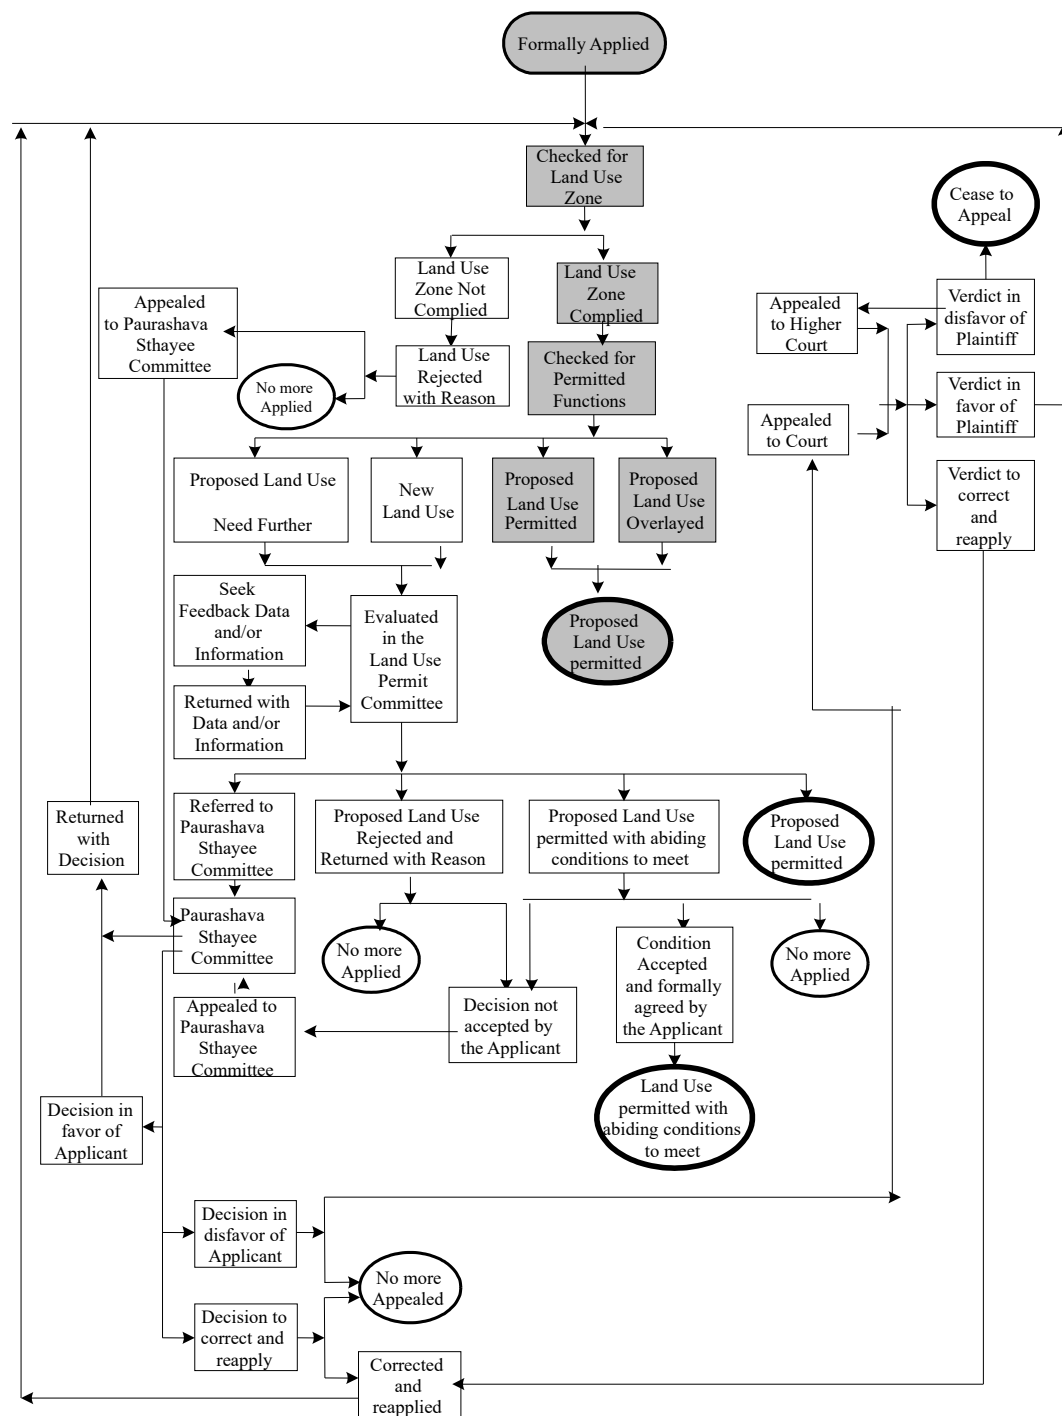 Formally Applied
Checked for
Land Use
Zone
Cease to
Appeal
Land Use
Zone Not
Complied
Land Use
Zone
Complied
Appealed
to Paurashava
Sthayee
Committee
Appealed
to Higher
Court
Verdict in
disfavor of
Plaintiff
Land Use
Rejected
with Reason
Checked for
Permitted
Functions
No more
Applied
Verdict in
favor of
Plaintiff
Appealed
to Court
Proposed Land Use
Need Further
New
Land Use
Proposed
Land Use
Permitted
Proposed
Land Use
Overlayed
Verdict to
correct
and
reapply
Seek
Feedback Data
and/or
Information
Evaluated
in the
Land Use
Permit
Committee
Proposed
Land Use
permitted
Returned with
Data and/or
Information
Returned
with
Decision
Referred to
Paurashava
Sthayee
Committee
Proposed Land Use
Rejected and
Returned with Reason
Proposed Land Use
permitted with abiding
conditions to
meet
Proposed
Land Use
permitted
Paurashava
Sthayee
Committee
No more
Applied
Condition
Accepted
and formally
agreed by
the Applicant
No more
Applied
Appealed to
Paurashava
Sthayee
Committee
Decision not
accepted by
the Applicant
Decision in
favor of
Applicant
Land Use
permitted with
abiding conditions
to meet
Decision in
disfavor of
Applicant
No more
Appealed
Decision to
correct and
reapply
Corrected
and
reapplied